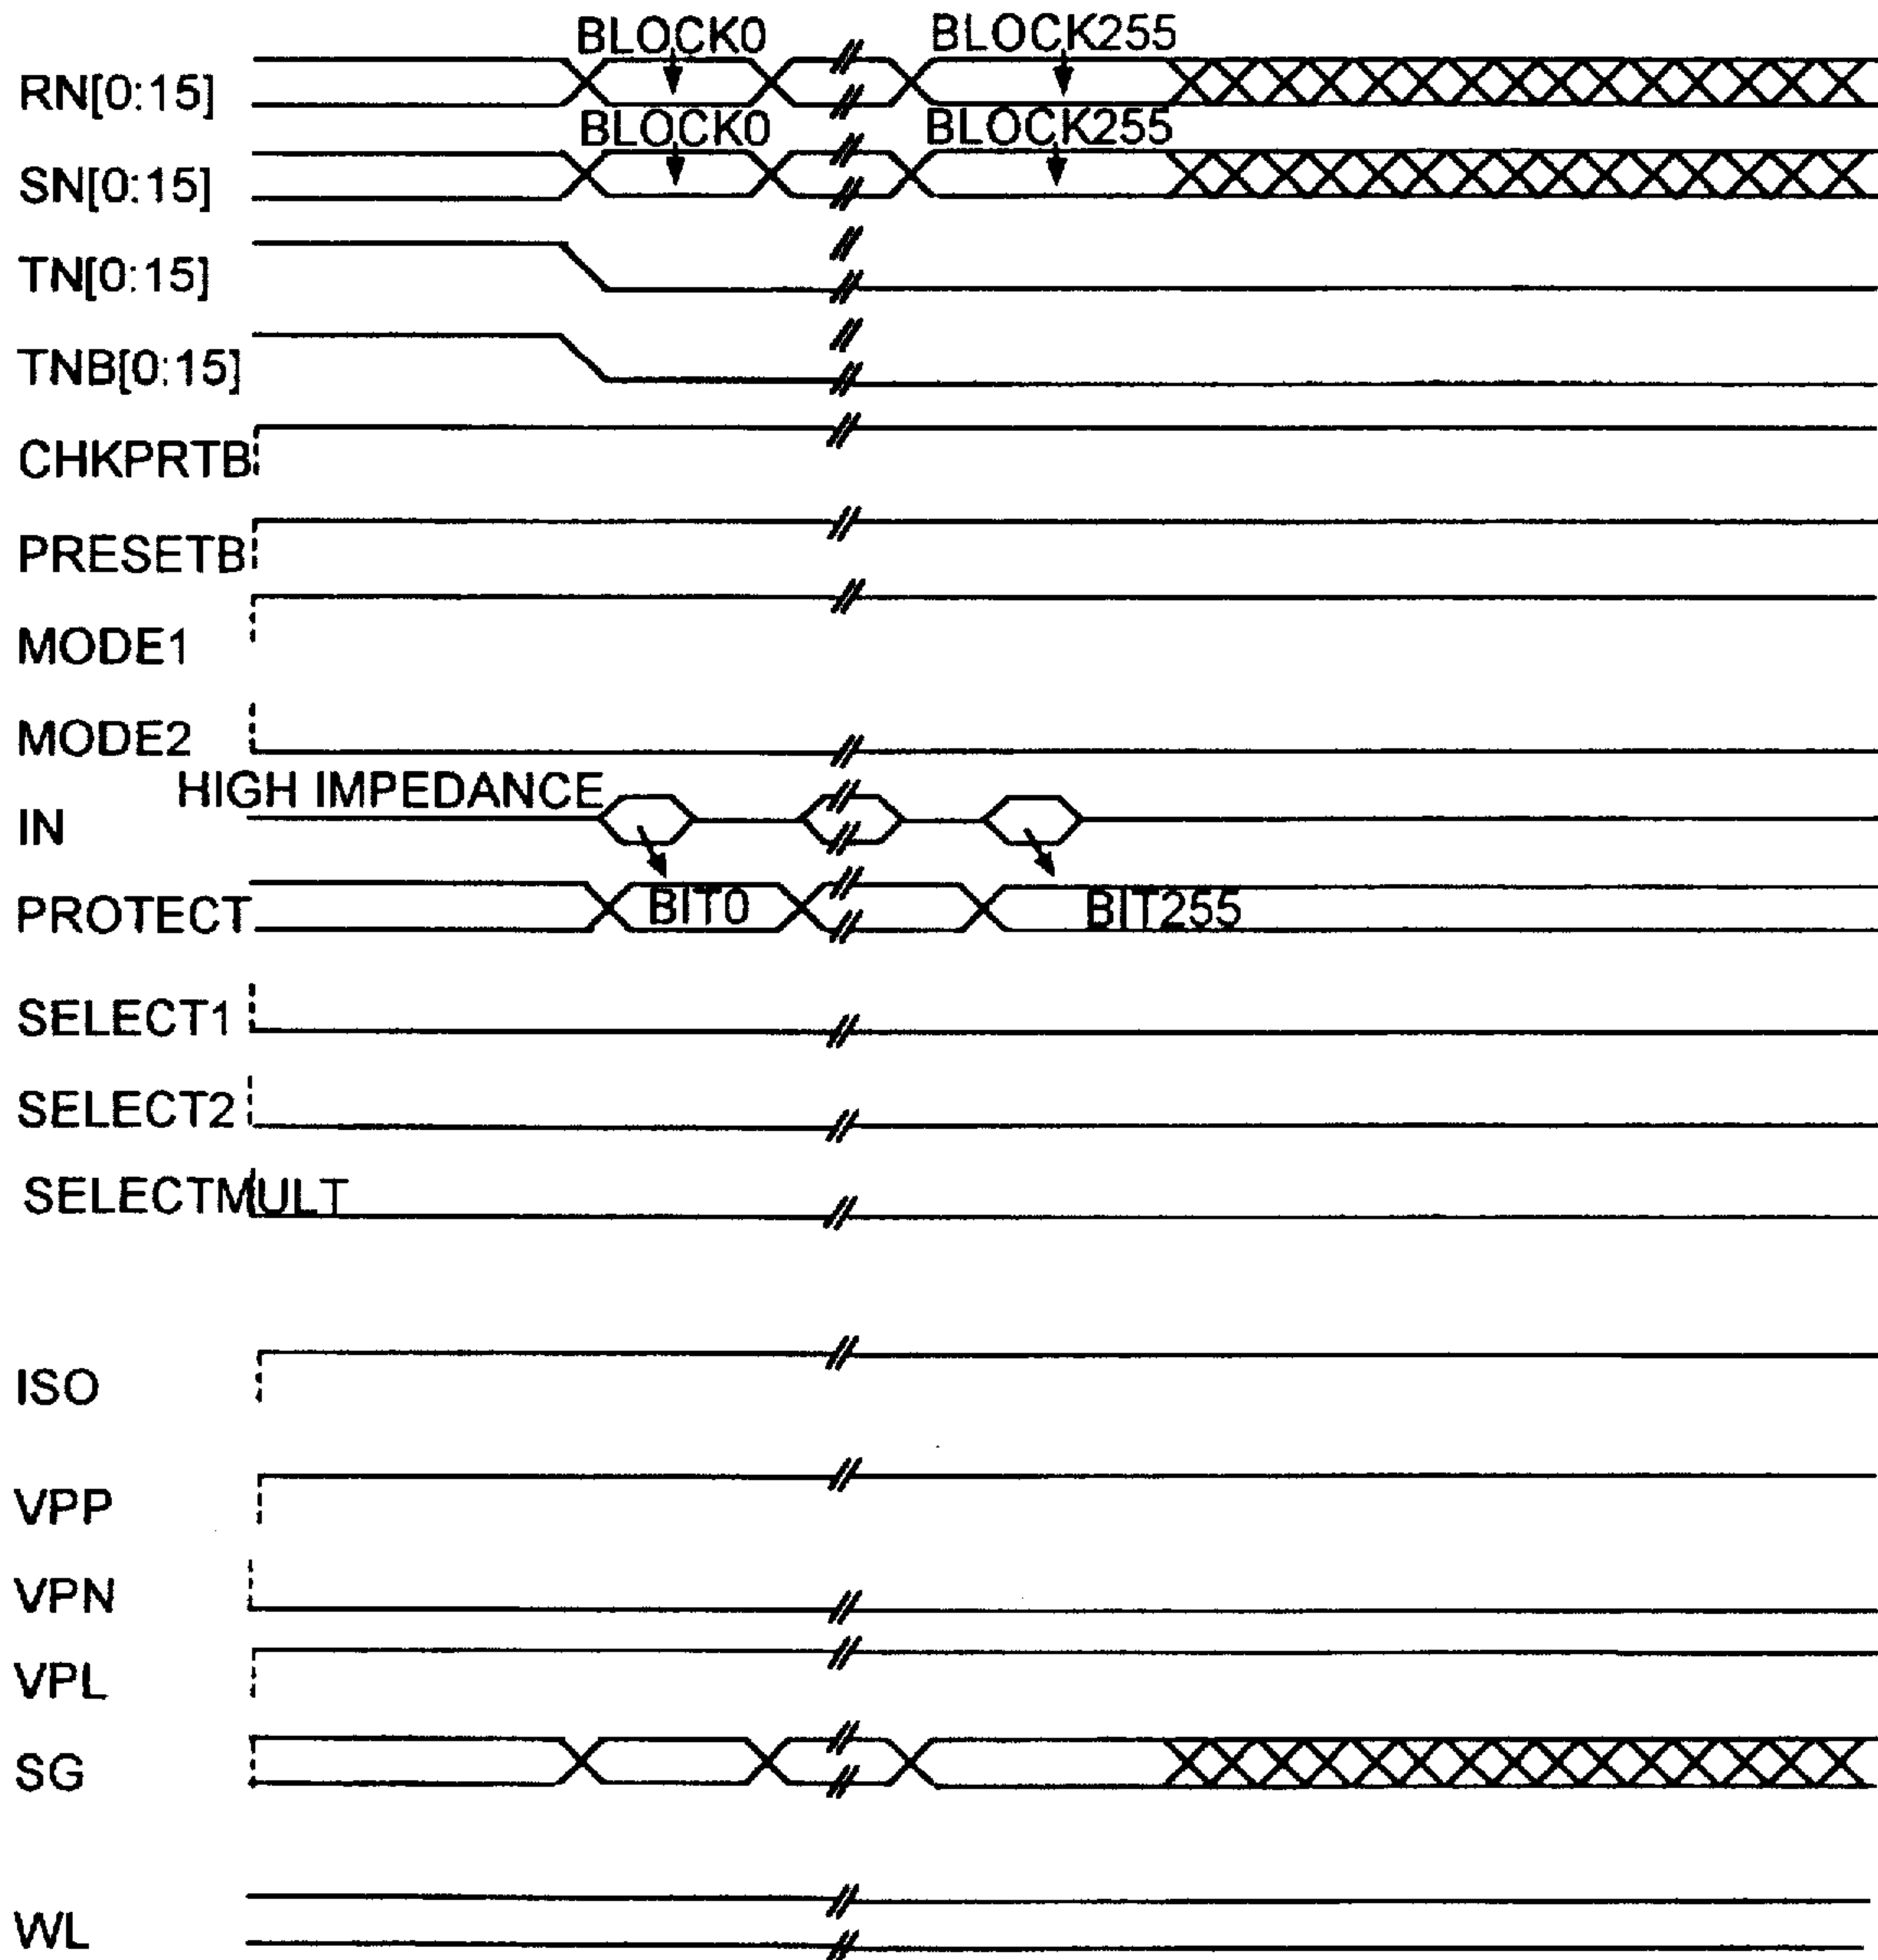 BLOCK0 BLOCK255
RN[0:15]
BLOCK0 BLOCK255
SN[0:15]
TN[0:15]
TNB[0:15]
CHKPRTB
PRESETB
MODE1
MODE2
HIGH IMPEDANCE
IN
PROTECT BIT0 BIT255
SELECT1
SELECT2
SELECTMULT
ISO
VPP
VPN
VPL
SG
WL